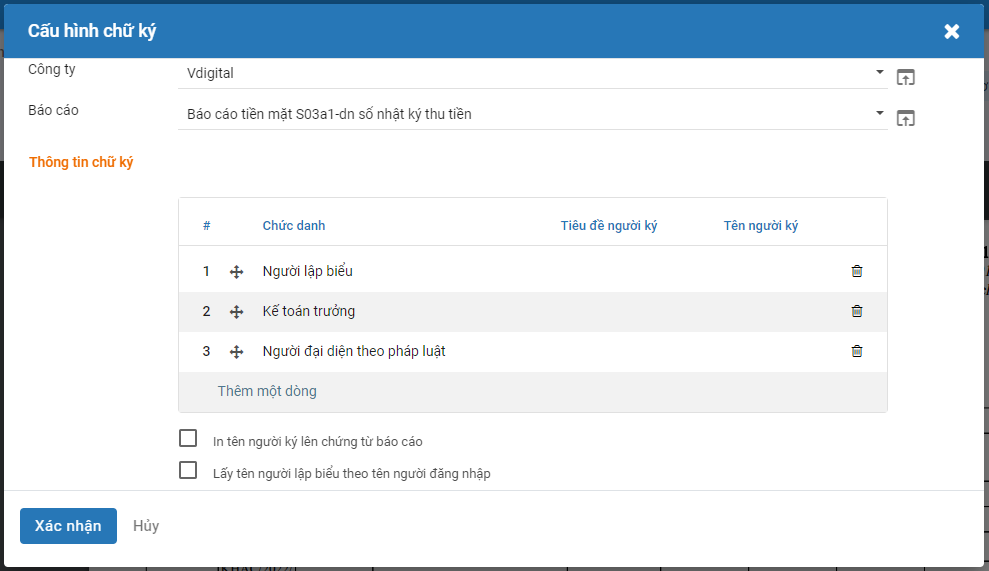 Cấu hình chữ ký
Công ty Vdigital
Báo cáo Báo cáo tiền mặt S03a1-dn số nhật ký thu tiền
Thông tin chữ ký
# Chức danh Tiêu đề người ký Tên người ký
1 Người lập biểu
2 Kế toán trưởng
3 Người đại diện theo pháp luật
Thêm một dòng
In tên người ký lên chứng từ báo cáo
Lấy tên người lập biểu theo tên người đăng nhập
Xác nhận Hủy